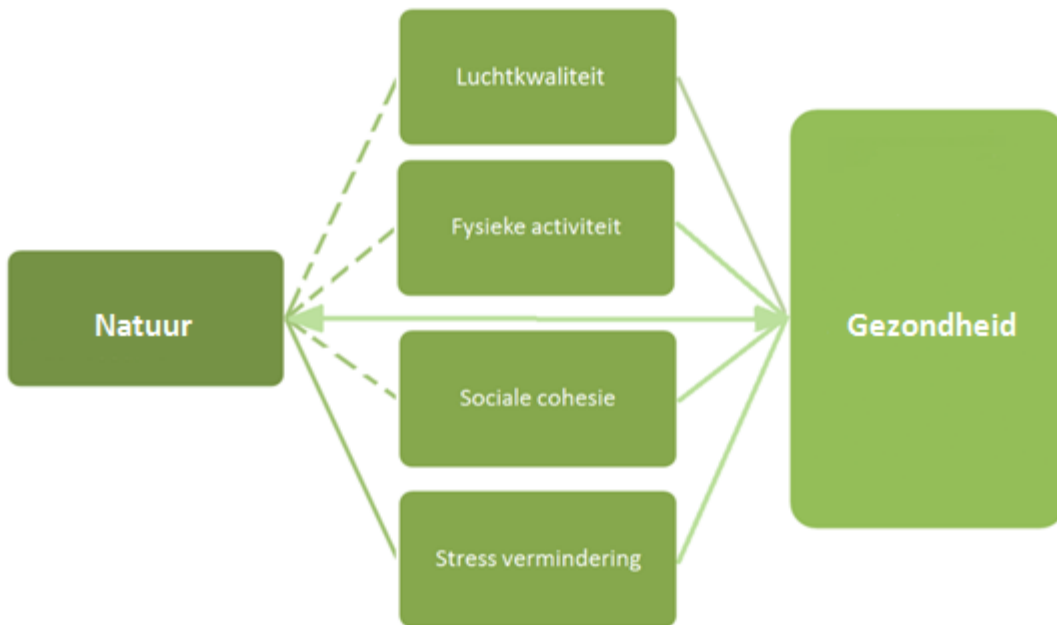 Luchtkwaliteit
Fysieke activiteit
Natuur
Gezondheid
Sociale cohesie
Stress vermindering